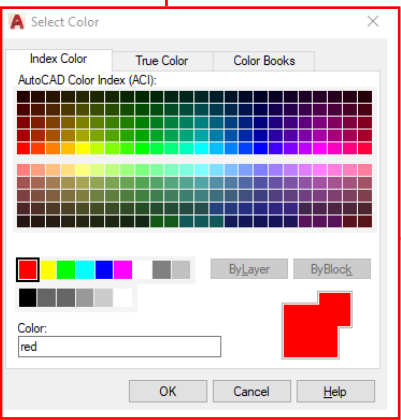 Select Color
Index Color True Color Color Books
AutoCAD Color Index (ACI):
ByLayer ByBlock
Color:
red
OK Cancel Help